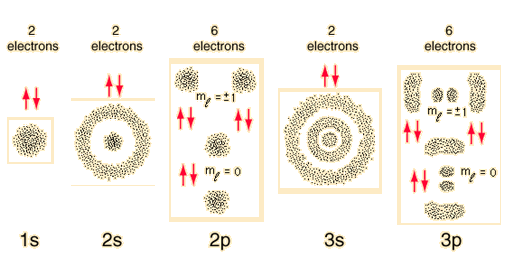 2
electrons
2
electrons
6
electrons
2
electrons
6
electrons
mℓ = ±1
mℓ = 0
mℓ = ±1
mℓ = 0
1s
2s
2p
3s
3p